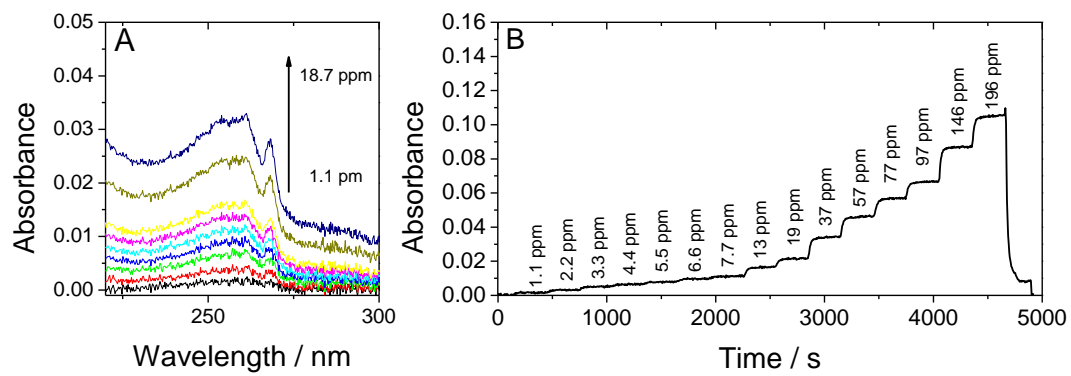 A
0.05
0.04
0.03
0.02
0.01
0.00
Absorbance
18.7 ppm
1.1 pm
250
300
Wavelength / nm
B
0.16
0.14
0.12
0.10
0.08
0.06
0.04
0.02
0.00
Absorbance
1.1 ppm
2.2 ppm
3.3 ppm
4.4 ppm
5.5 ppm
6.6 ppm
7.7 ppm
13 ppm
19 ppm
37 ppm
57 ppm
77 ppm
97 ppm
146 ppm
196 ppm
0
1000
2000
3000
4000
5000
Time / s